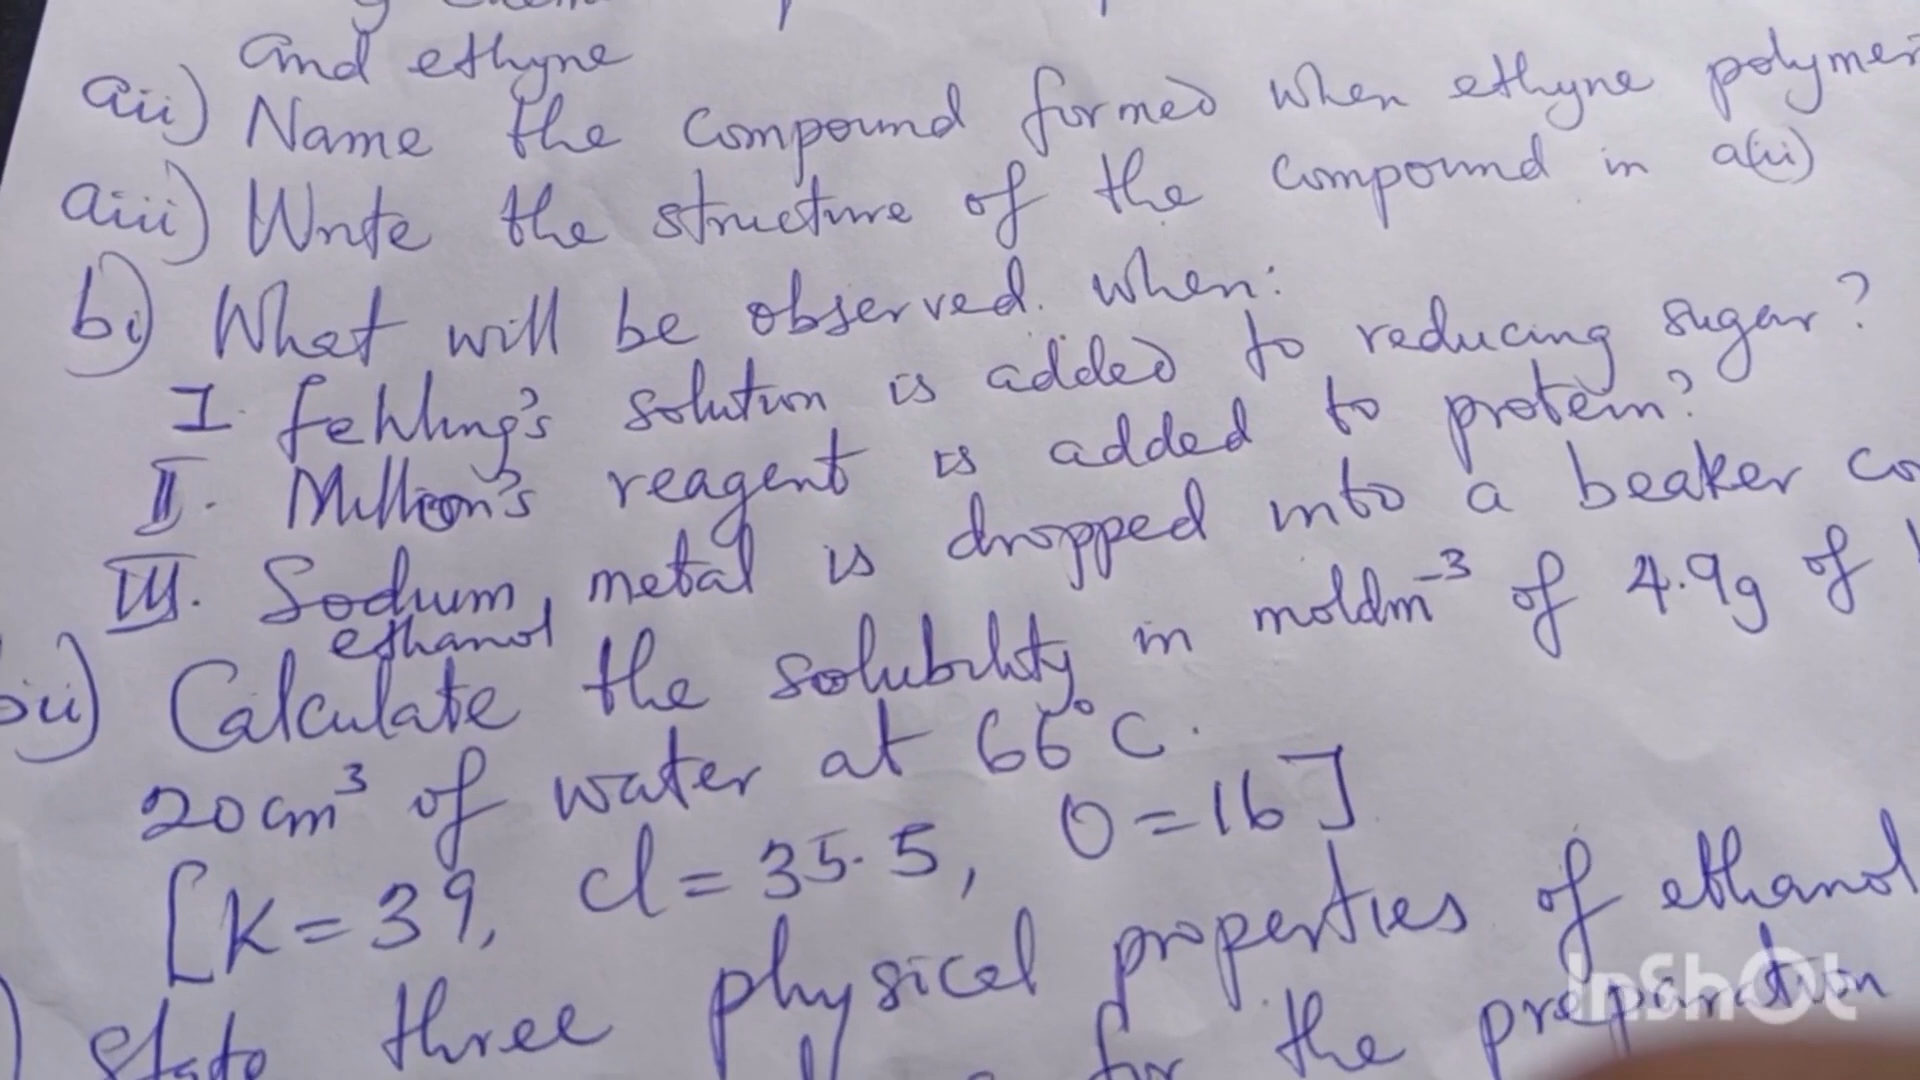 and ethyne
aii) Name the compound formed when ethyne polymer
aiii) Write the structure of the compound in a(ii)
bi) What will be observed when:
I. Fehling's solution is added to reducing sugar?
II. Million's reagent is added to protein?
III. Sodium metal is dropped into a beaker co
ethanol
bii) Calculate the solubility in moldm⁻³ of 4.9g of
20cm³ of water at 66°C.
[K=39, Cl=35.5, O=16]
State three physical properties of ethanol
for the preparation
InShOt